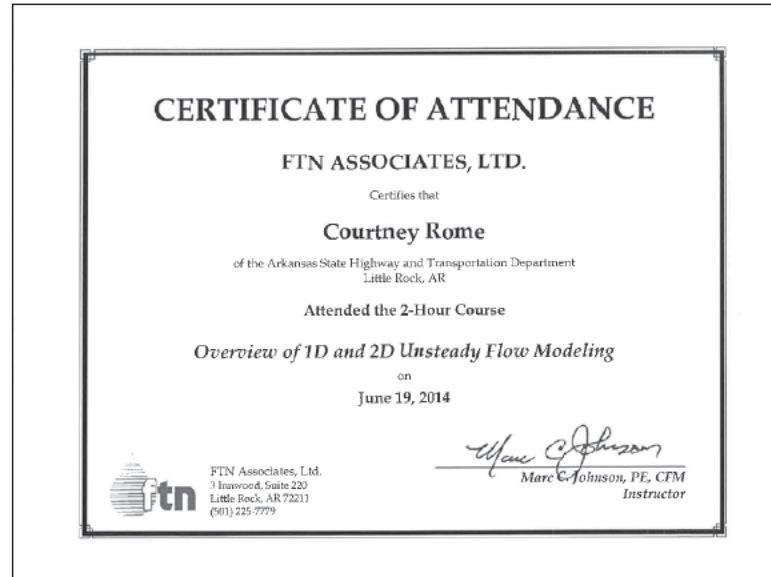 CERTIFICATE OF ATTENDANCE
FTN ASSOCIATES, LTD.
Certifies that
Courtney Rome
of the Arkansas State Highway and Transportation Department
Little Rock, AR
Attended the 2-Hour Course
Overview of 1D and 2D Unsteady Flow Modeling
on
June 19, 2014
Marc C Johnson
Marc C. Johnson, PE, CFM
Instructor
ftn
FTN Associates, Ltd.
3 Innwood, Suite 220
Little Rock, AR 72211
(501) 225-7779